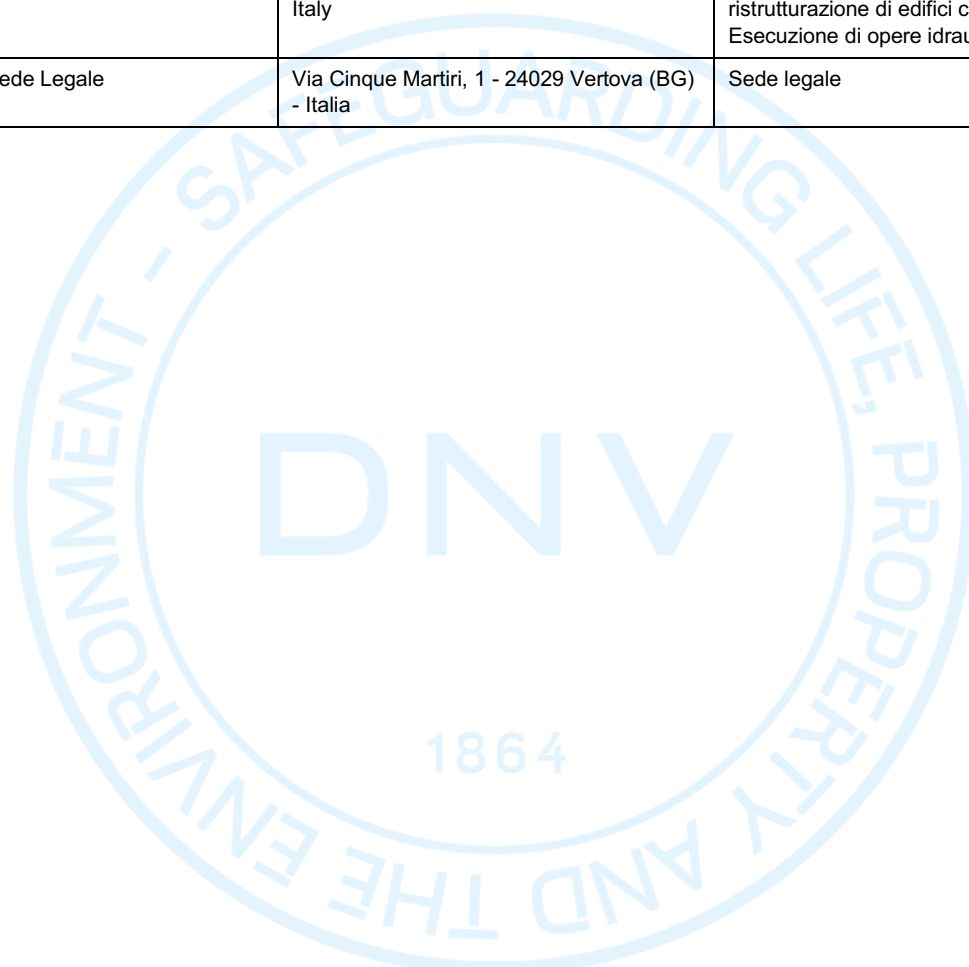 Italy
ristrutturazione di edifici c
Esecuzione di opere idrau
ede Legale
Via Cinque Martiri, 1 - 24029 Vertova (BG)
- Italia
Sede legale
SAFEGUARDING LIFE, PROPERTY AND THE ENVIRONMENT -
DNV
1864